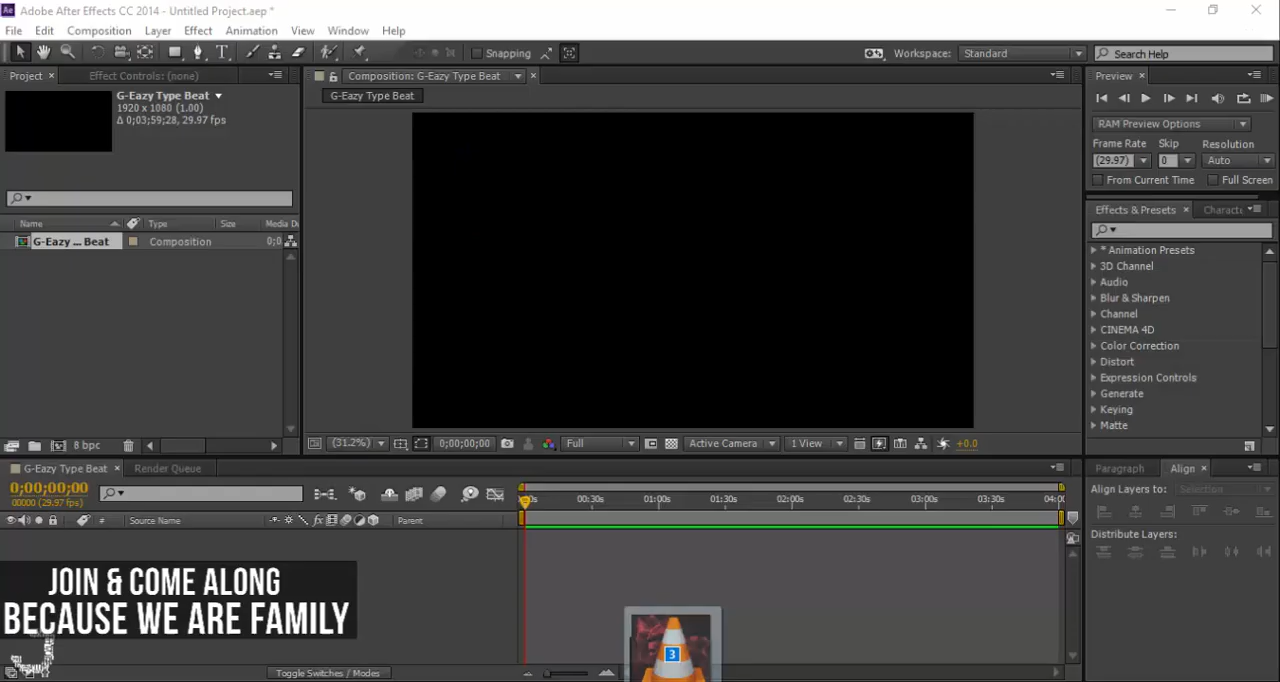 Adobe After Effects CC 2014 - Untitled Project.aep *
File Edit Composition Layer Effect Animation View Window Help
Snapping
Workspace: Standard
Search Help
Project
Effect Controls: (none)
Composition: G-Eazy Type Beat
Preview
G-Eazy Type Beat
1920 x 1080 (1.00)
Δ 0;03;59;28, 29.97 fps
G-Eazy Type Beat
RAM Preview Options
Frame Rate Skip Resolution
(29.97) 0 Auto
From Current Time Full Screen
Effects & Presets
Name Type Size Media D
G-Eazy ... Beat Composition 0;0
* Animation Presets
3D Channel
Audio
Blur & Sharpen
Channel
CINEMA 4D
Color Correction
Distort
Expression Controls
Generate
Keying
Matte
8 bpc
(31.2%) 0;00;00;00 Full Active Camera 1 View +0.0
G-Eazy Type Beat Render Queue
Paragraph Align
0;00;00;00
00000 (29.97 fps)
00:30s 01:00s 01:30s 02:00s 02:30s 03:00s 03:30s
Align Layers to: Selection
# Source Name Parent
Distribute Layers:
JOIN & COME ALONG
BECAUSE WE ARE FAMILY
3
Toggle Switches / Modes